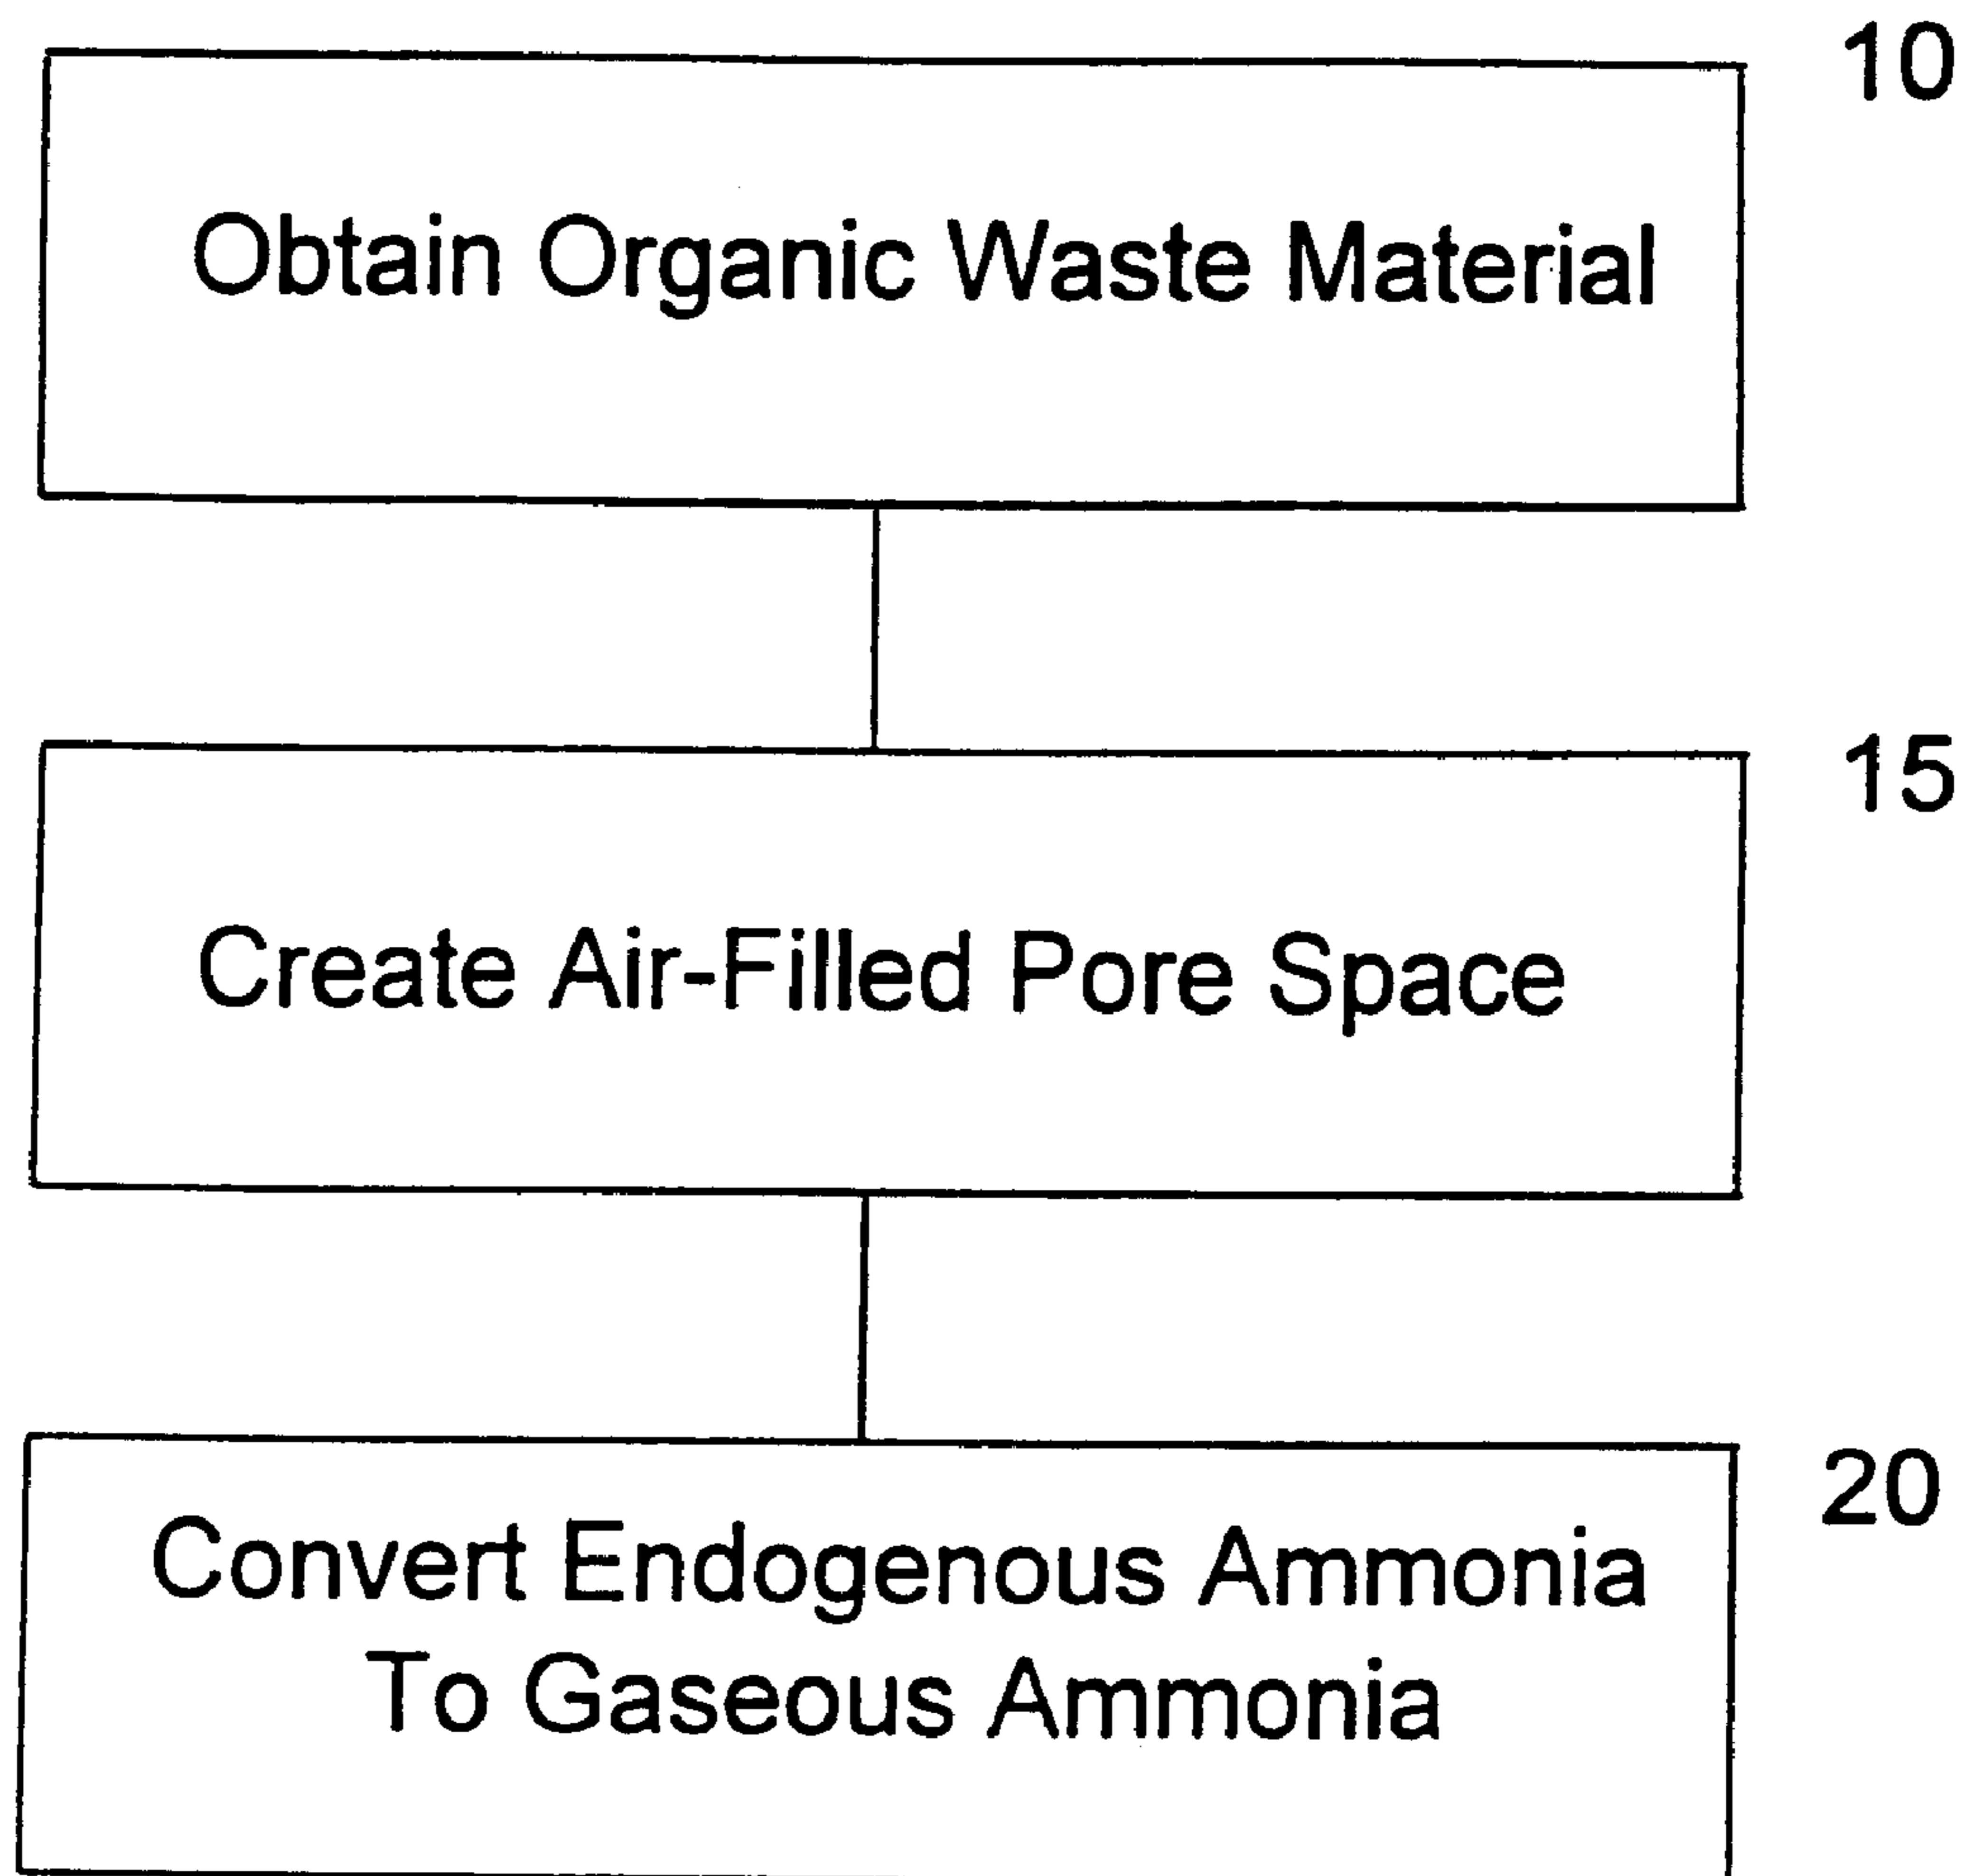 10
Obtain Organic Waste Material
15
Create Air-Filled Pore Space
20
Convert Endogenous Ammonia
To Gaseous Ammonia